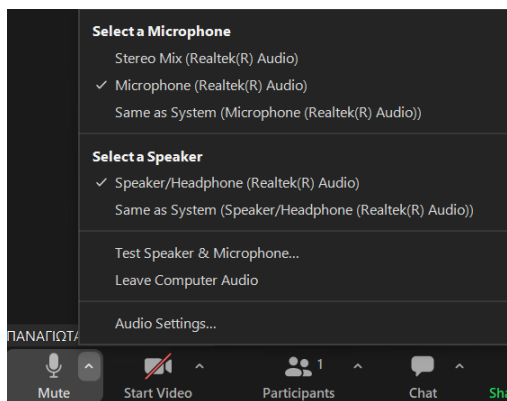 Select a Microphone
Stereo Mix (Realtek(R) Audio)
Microphone (Realtek(R) Audio)
Same as System (Microphone (Realtek(R) Audio))
Select a Speaker
Speaker/Headphone (Realtek(R) Audio)
Same as System (Speaker/Headphone (Realtek(R) Audio))
Test Speaker & Microphone...
Leave Computer Audio
Audio Settings...
1
Mute
Start Video
Participants
Chat